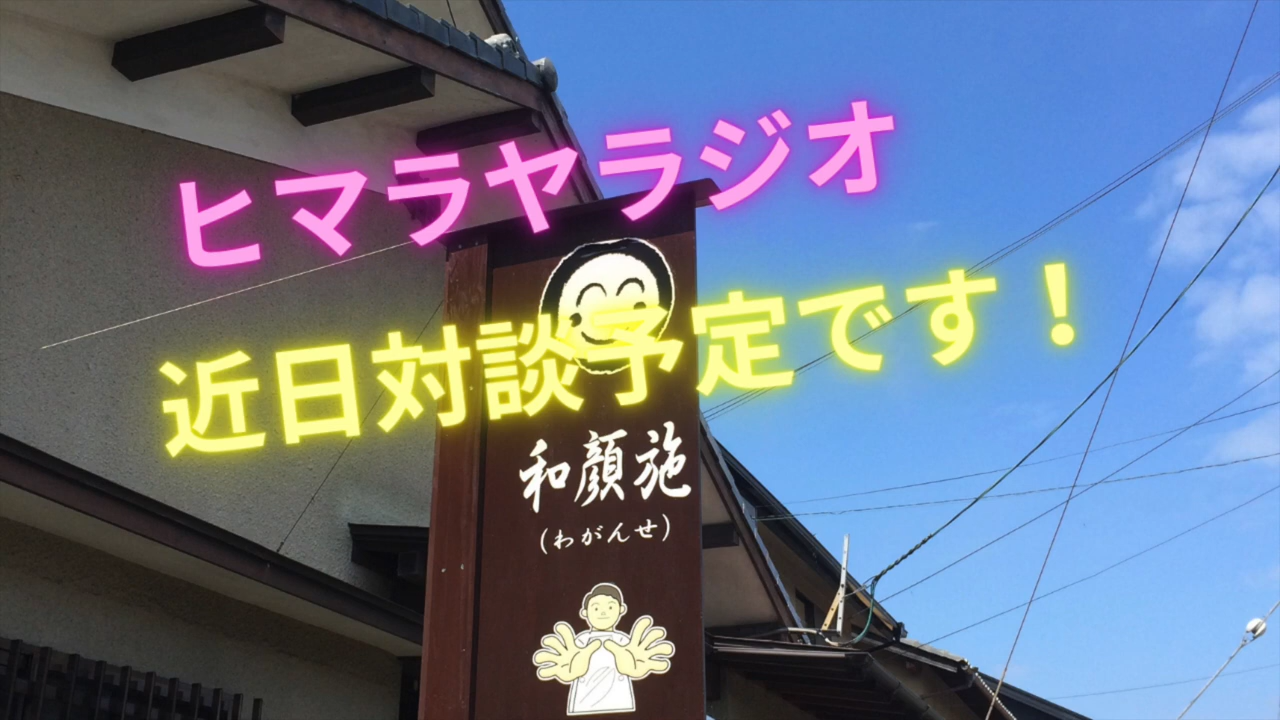 ヒマラヤラジオ
近日対談予定です！
和顔施
(わがんせ)